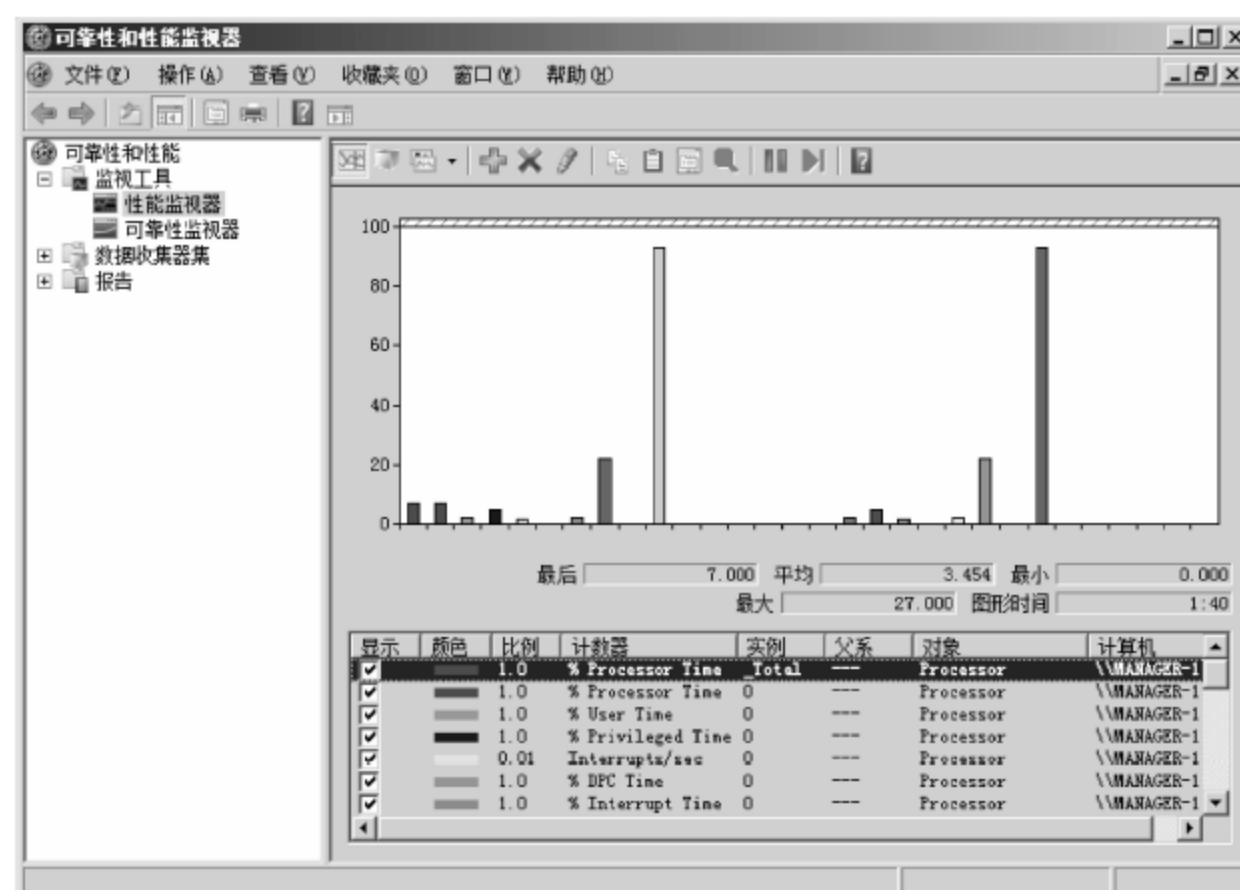 可靠性和性能监视器
文件(F) 操作(A) 查看(V) 收藏夹(O) 窗口(W) 帮助(H)
可靠性和性能
监视工具
性能监视器
可靠性监视器
数据收集器集
报告
100
80
60
40
20
0
最后 7.000 平均 3.454 最小 0.000
最大 27.000 图形时间 1:40
显示 颜色 比例 计数器 实例 父系 对象 计算机
1.0 % Processor Time _Total --- Processor \\MANAGER-1
1.0 % Processor Time 0 --- Processor \\MANAGER-1
1.0 % User Time 0 --- Processor \\MANAGER-1
1.0 % Privileged Time 0 --- Processor \\MANAGER-1
0.01 Interrupts/sec 0 --- Processor \\MANAGER-1
1.0 % DPC Time 0 --- Processor \\MANAGER-1
1.0 % Interrupt Time 0 --- Processor \\MANAGER-1